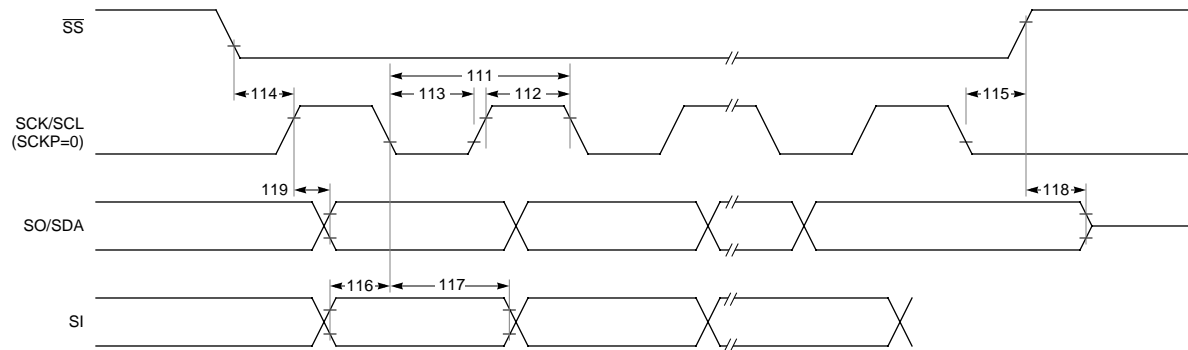 SS
111
114
113
112
115
SCK/SCL
(SCKP=0)
119
118
SO/SDA
116
117
SI